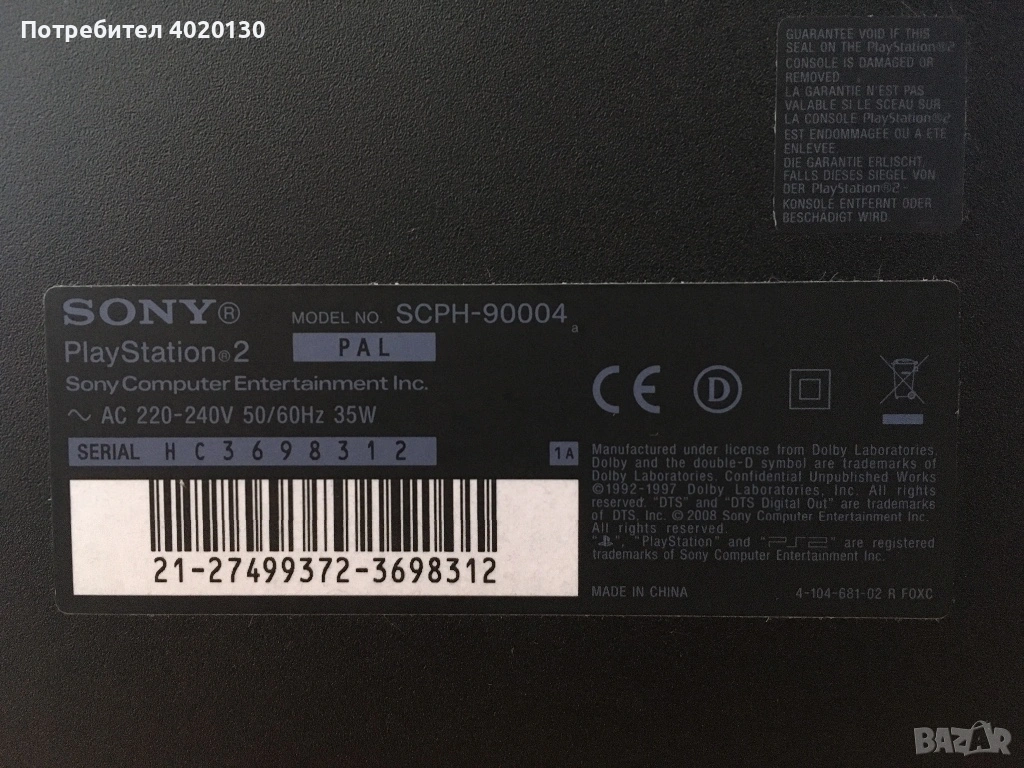 Потребител 4020130
GUARANTEE VOID IF THIS
SEAL ON THE PlayStation®2
CONSOLE IS DAMAGED OR
REMOVED.
LA GARANTIE N'EST PAS
VALABLE SI LE SCEAU SUR
LA CONSOLE PlayStation®2
EST ENDOMMAGEE OU A ETE
ENLEVEE.
DIE GARANTIE ERLISCHT,
FALLS DIESES SIEGEL VON
DER PlayStation®2-
KONSOLE ENTFERNT ODER
BESCHADIGT WIRD.
SONY® MODEL NO. SCPH-90004 a
PlayStation®2 PAL
Sony Computer Entertainment Inc.
~ AC 220-240V 50/60Hz 35W
SERIAL HC3698312 1A
21-27499372-3698312
CE D
Manufactured under license from Dolby Laboratories.
Dolby and the double-D symbol are trademarks of
Dolby Laboratories. Confidential Unpublished Works
©1992-1997 Dolby Laboratories, Inc. All rights
reserved. "DTS" and "DTS Digital Out" are trademarks
of DTS, Inc. © 2008 Sony Computer Entertainment Inc.
All rights reserved.
"PS", "PlayStation" and "PS2" are registered
trademarks of Sony Computer Entertainment Inc.
MADE IN CHINA 4-104-681-02 R FOXC
BAZAR